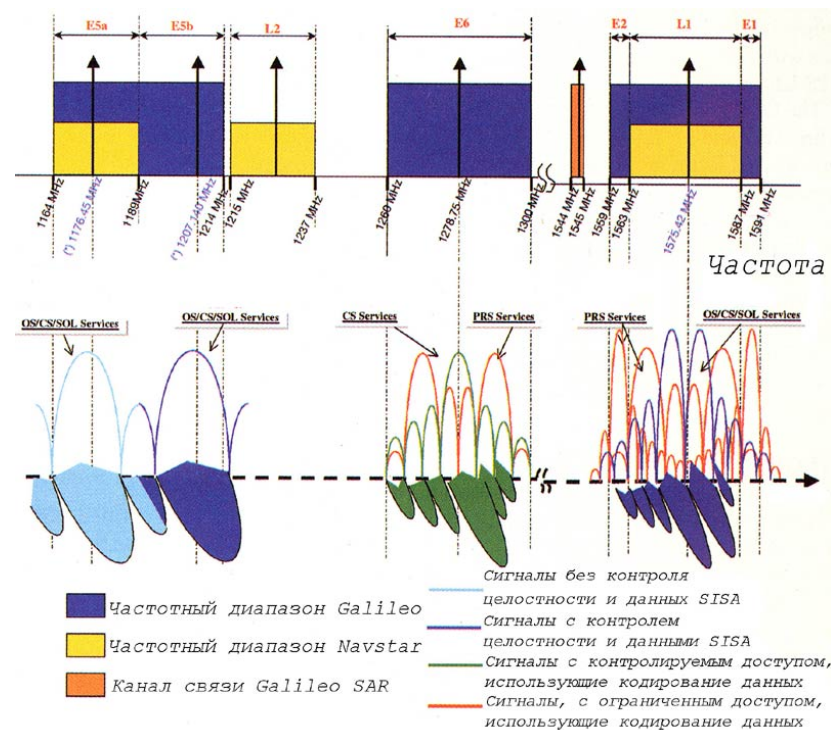 E5a E5b L2 E6 E2 L1 E1
1164 MHz
(*) 1176.45 MHz
1189MHz
(*) 1207.140 MHz
1214 MHz
1215 MHz
1237 MHz
1260 MHz
1278.75 MHz
1300 MHz
1544 MHz
1545 MHz
1559 MHz
1563 MHz
1575.42 MHz
1587 MHz
1591 MHz
Частота
OS/CS/SOL Services
OS/CS/SOL Services
CS Services
PRS Services
PRS Services
OS/CS/SOL Services
Частотный диапазон Galileo
Частотный диапазон Navstar
Канал связи Galileo SAR
Сигналы без контроля
целостности и данных SISA
Сигналы с контролем
целостности и данными SISA
Сигналы с контролируемым доступом,
использующие кодирование данных
Сигналы, с ограниченным доступом,
использующие кодирование данных